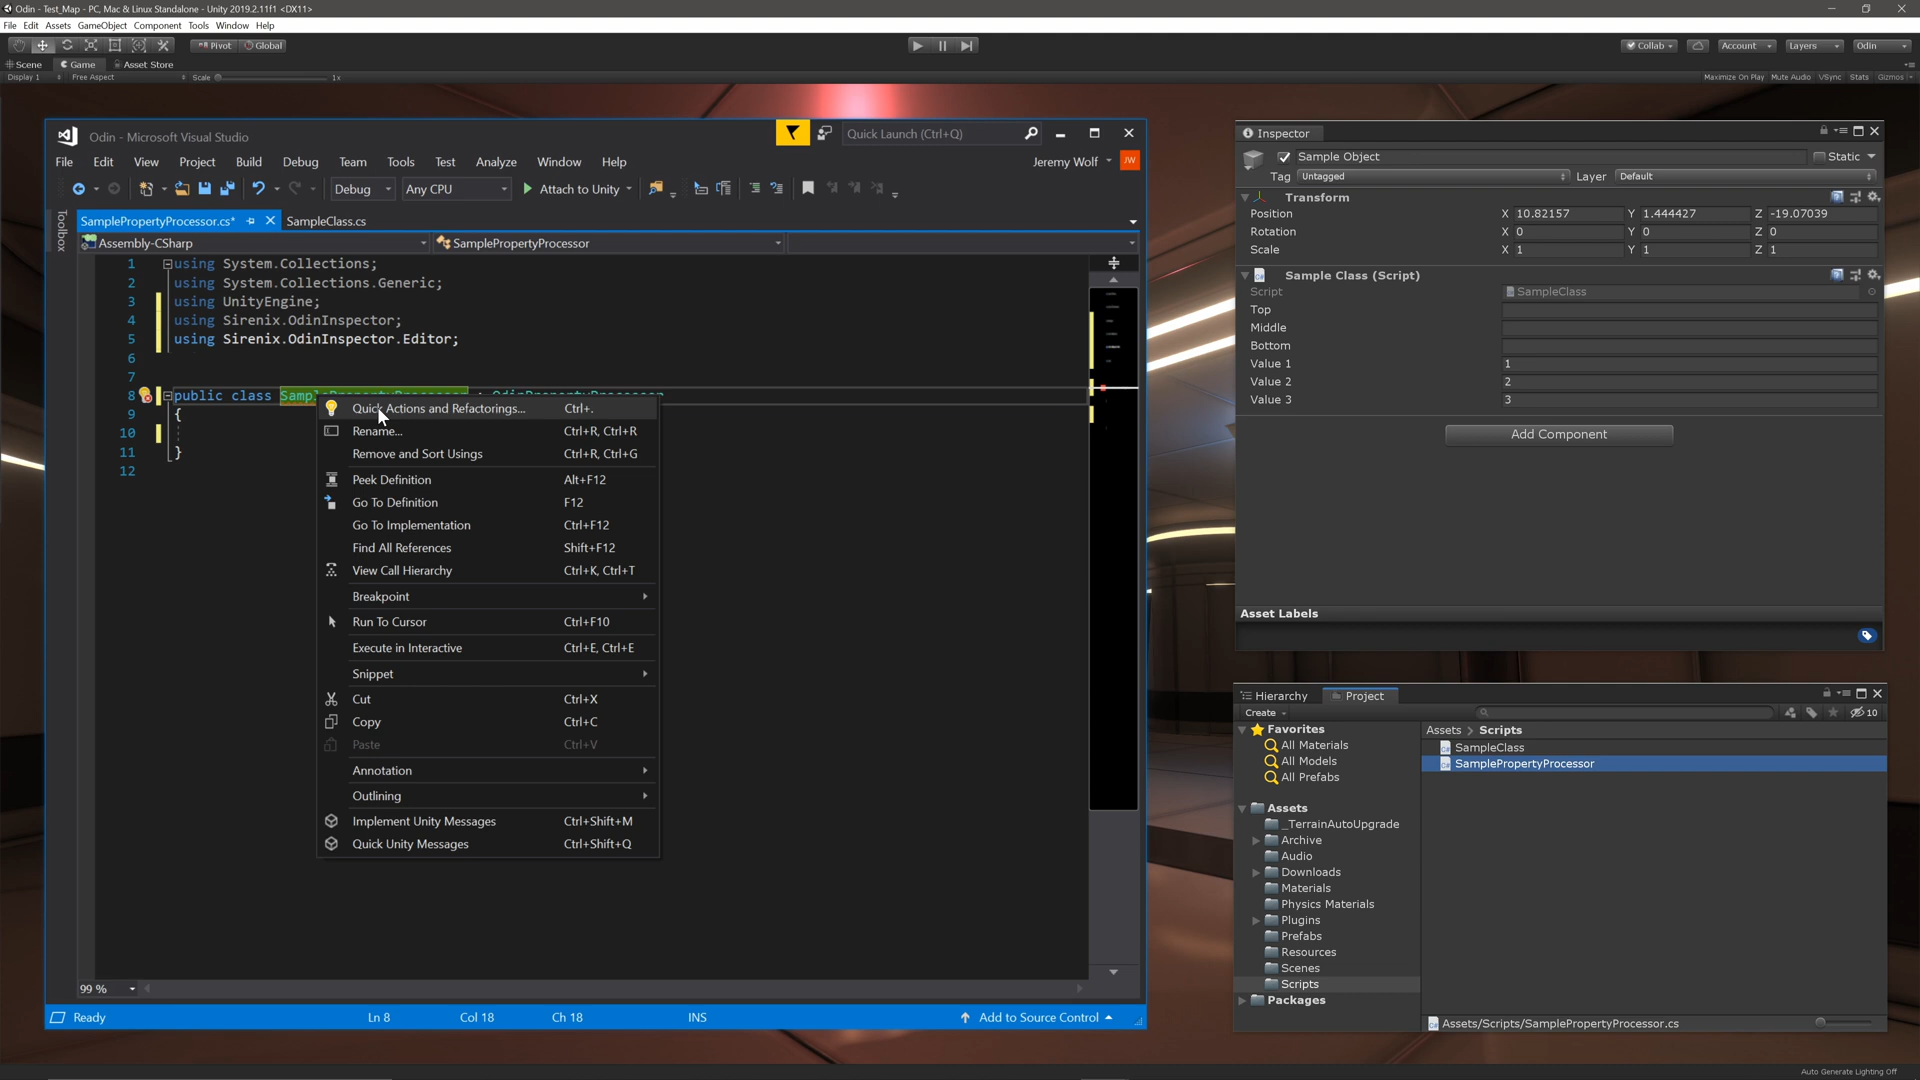 Odin - Test_Map - PC, Mac & Linux Standalone - Unity 2019.2.11f1 <DX11>
File Edit Assets GameObject Component Tools Window Help
Pivot Global
Collab Account Layers Odin
Scene Game Asset Store
Display 1 Free Aspect Scale 1x
Maximize On Play Mute Audio VSync Stats Gizmos
Odin - Microsoft Visual Studio
Quick Launch (Ctrl+Q)
File Edit View Project Build Debug Team Tools Test Analyze Window Help
Jeremy Wolf JW
Debug Any CPU Attach to Unity
Toolbox
SamplePropertyProcessor.cs* SampleClass.cs
Assembly-CSharp SamplePropertyProcessor
1 using System.Collections;
2 using System.Collections.Generic;
3 using UnityEngine;
4 using Sirenix.OdinInspector;
5 using Sirenix.OdinInspector.Editor;
6
7
8 public class SamplePropertyProcessor : OdinPropertyProcessor
9 {
10
11 }
12
Quick Actions and Refactorings... Ctrl+.
Rename... Ctrl+R, Ctrl+R
Remove and Sort Usings Ctrl+R, Ctrl+G
Peek Definition Alt+F12
Go To Definition F12
Go To Implementation Ctrl+F12
Find All References Shift+F12
View Call Hierarchy Ctrl+K, Ctrl+T
Breakpoint
Run To Cursor Ctrl+F10
Execute in Interactive Ctrl+E, Ctrl+E
Snippet
Cut Ctrl+X
Copy Ctrl+C
Paste Ctrl+V
Annotation
Outlining
Implement Unity Messages Ctrl+Shift+M
Quick Unity Messages Ctrl+Shift+Q
99 %
Ready Ln 8 Col 18 Ch 18 INS Add to Source Control
Inspector
Sample Object Static
Tag Untagged Layer Default
Transform
Position X 10.82157 Y 1.444427 Z -19.07039
Rotation X 0 Y 0 Z 0
Scale X 1 Y 1 Z 1
Sample Class (Script)
Script SampleClass
Top
Middle
Bottom
Value 1 1
Value 2 2
Value 3 3
Add Component
Asset Labels
Hierarchy Project
Create 10
Favorites
All Materials
All Models
All Prefabs
Assets
_TerrainAutoUpgrade
Archive
Audio
Downloads
Materials
Physics Materials
Plugins
Prefabs
Resources
Scenes
Scripts
Packages
Assets > Scripts
SampleClass
SamplePropertyProcessor
Assets/Scripts/SamplePropertyProcessor.cs
Auto Generate Lighting Off